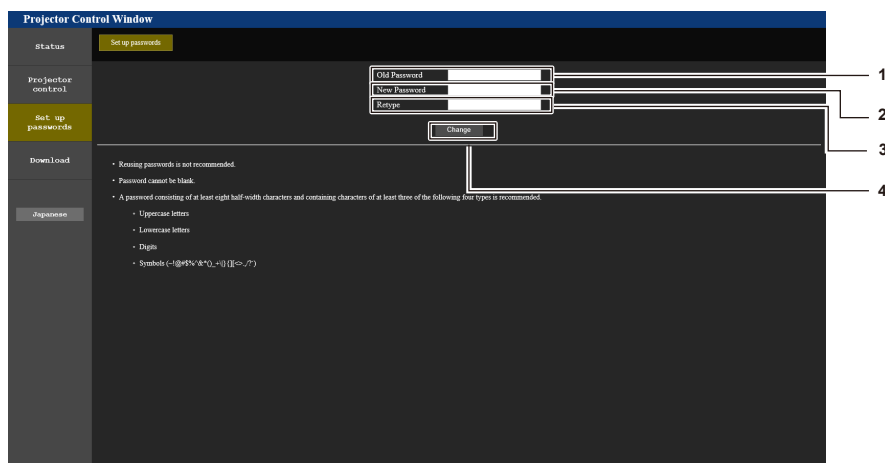 Projector Control Window
Status
Set up passwords
Projector
control
Set up
passwords
Download
Japanese
Old Password
New Password
Retype
Change
1
2
3
4
• Reusing passwords is not recommended.
• Password cannot be blank.
• A password consisting of at least eight half-width characters and containing characters of at least three of the following four types is recommended.
• Uppercase letters
• Lowercase letters
• Digits
• Symbols